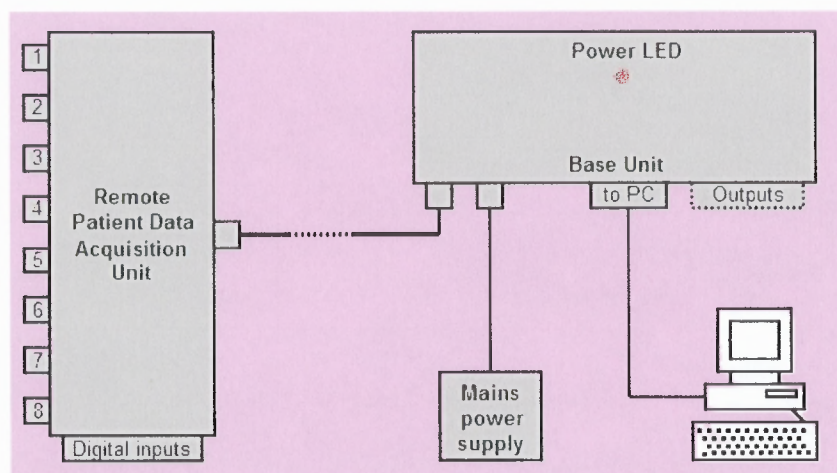 1
2
3
4
5
6
7
8
Remote
Patient Data
Acquisition
Unit
Digital inputs
Power LED
Base Unit
to PC
Outputs
Mains
power
supply